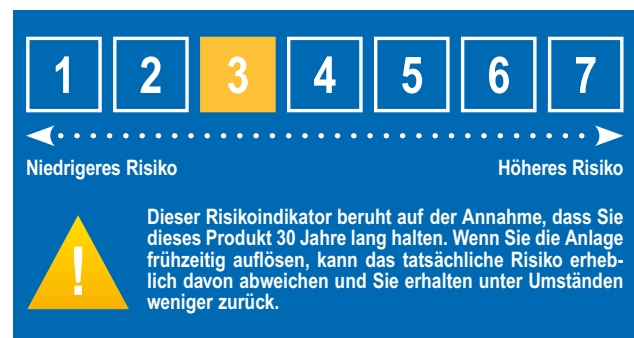 1 2 3 4 5 6 7
Niedrigeres Risiko Höheres Risiko
Dieser Risikoindikator beruht auf der Annahme, dass Sie
dieses Produkt 30 Jahre lang halten. Wenn Sie die Anlage
frühzeitig auflösen, kann das tatsächliche Risiko erheb-
lich davon abweichen und Sie erhalten unter Umständen
weniger zurück.
!